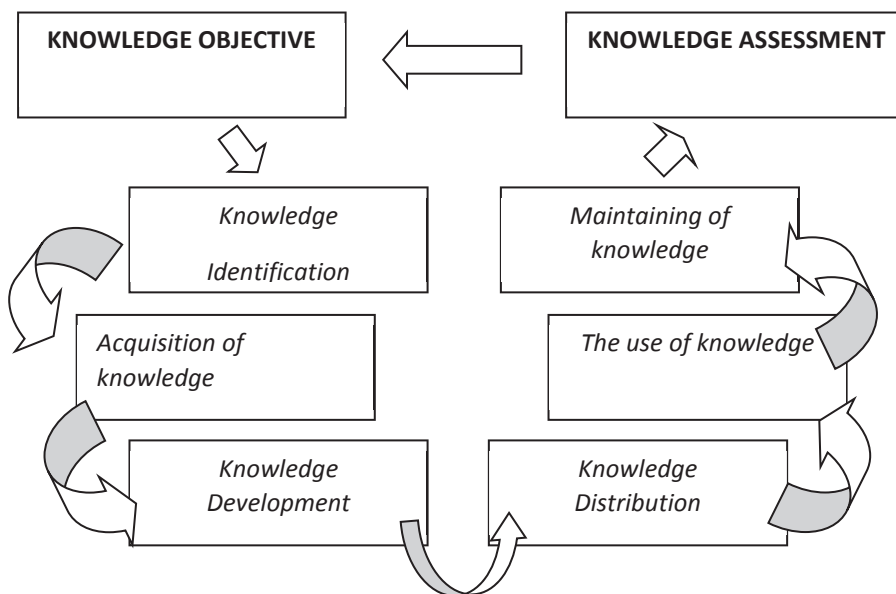 KNOWLEDGE OBJECTIVE
KNOWLEDGE ASSESSMENT
Knowledge
Identification
Maintaining of
knowledge
Acquisition of
knowledge
The use of knowledge
Knowledge
Development
Knowledge
Distribution